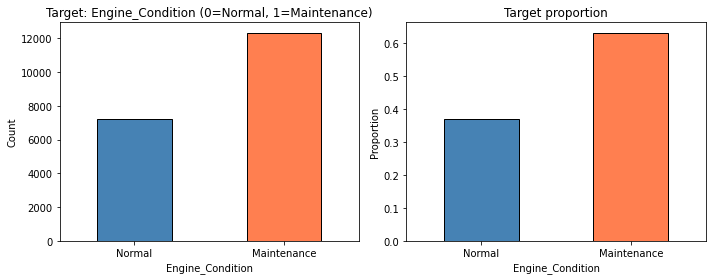 Target: Engine_Condition (0=Normal, 1=Maintenance)
Count
12000
10000
8000
6000
4000
2000
0
Normal
Maintenance
Engine_Condition
Target proportion
Proportion
0.6
0.5
0.4
0.3
0.2
0.1
0.0
Normal
Maintenance
Engine_Condition